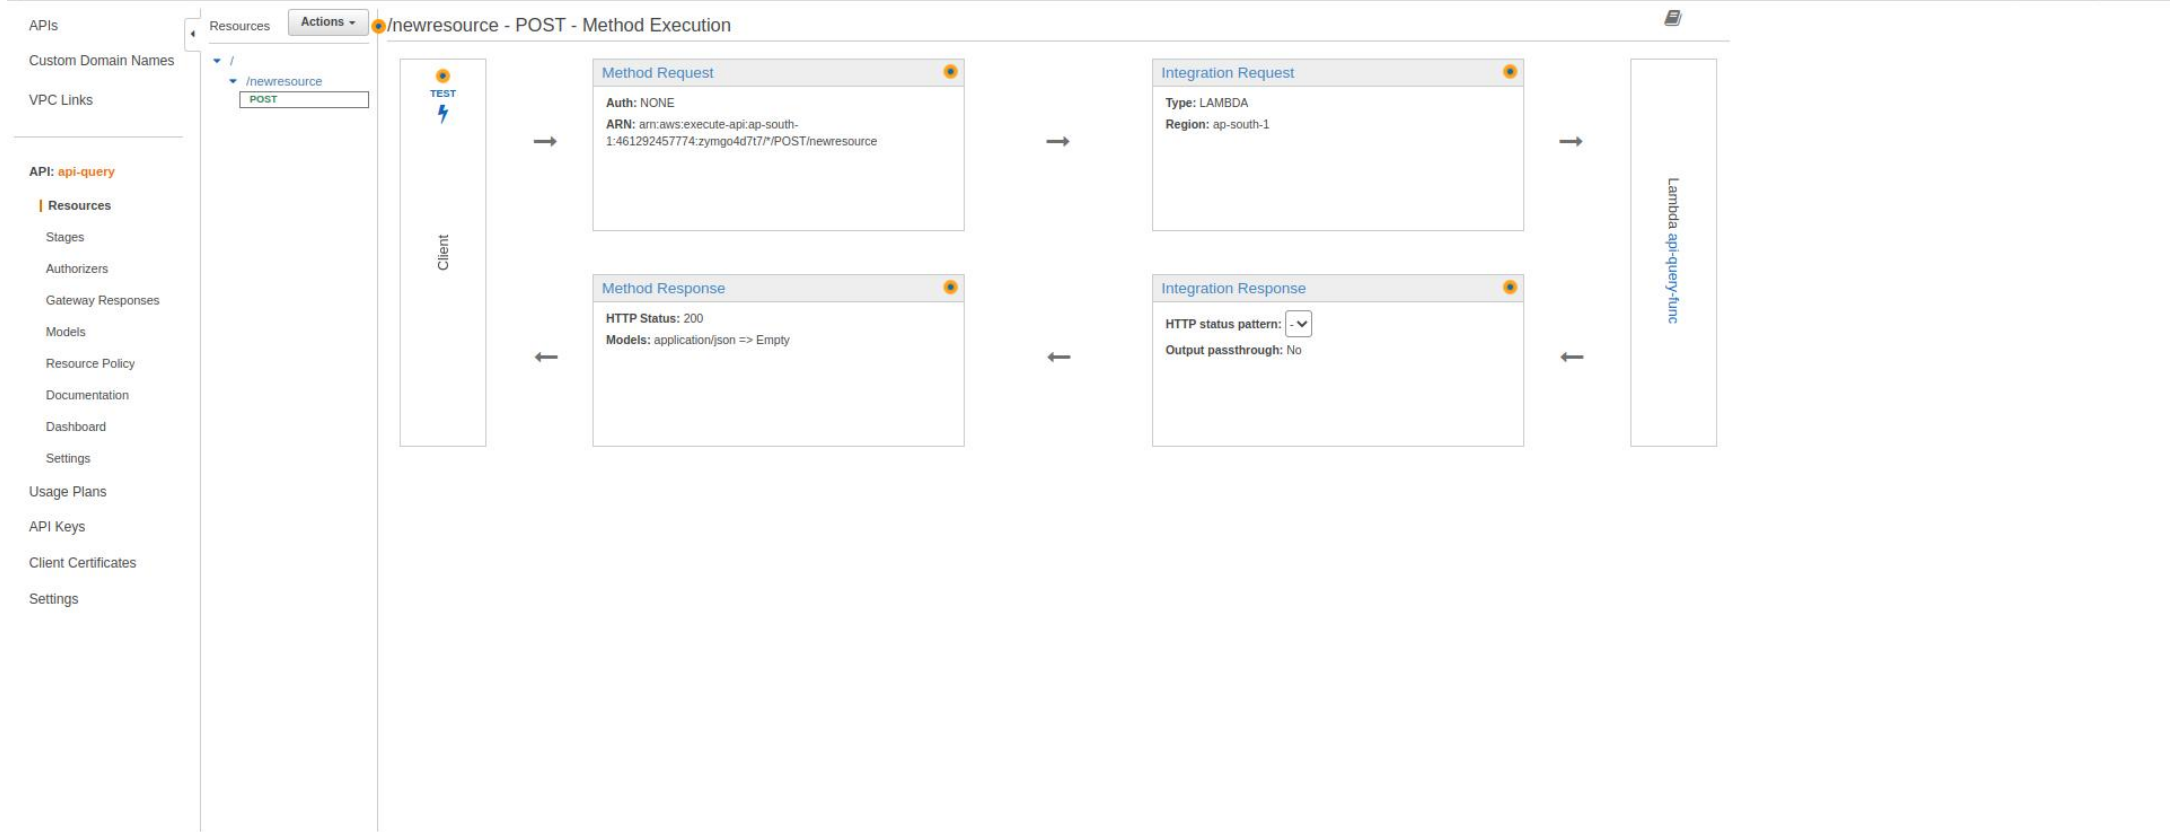 APIs
Custom Domain Names
VPC Links
API: api-query
Resources
Stages
Authorizers
Gateway Responses
Models
Resource Policy
Documentation
Dashboard
Settings
Usage Plans
API Keys
Client Certificates
Settings
Resources
Actions
/
/newresource
POST
/newresource - POST - Method Execution
TEST
Client
Method Request
Auth: NONE
ARN: arn:aws:execute-api:ap-south-
1:461292457774:zymgo4d7t7/*/POST/newresource
Integration Request
Type: LAMBDA
Region: ap-south-1
Lambda api-query-func
Method Response
HTTP Status: 200
Models: application/json => Empty
Integration Response
HTTP status pattern: -
Output passthrough: No